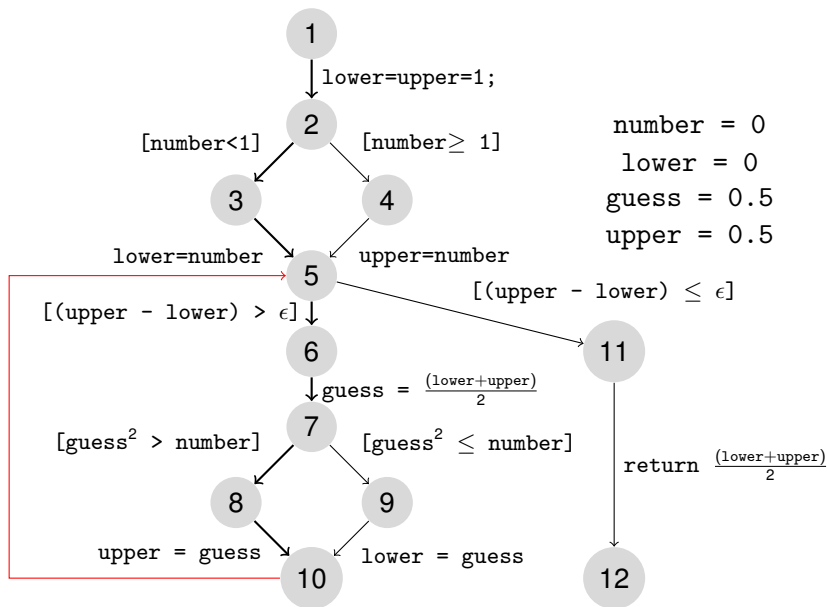 1
lower=upper=1;
2
[number<1]
[number≥ 1]
3
4
lower=number
upper=number
5
[(upper - lower) > ϵ]
[(upper - lower) ≤ ϵ]
6
11
guess = (lower+upper)/2
7
[guess² > number]
[guess² ≤ number]
8
9
return (lower+upper)/2
upper = guess
lower = guess
10
12
number = 0
lower = 0
guess = 0.5
upper = 0.5